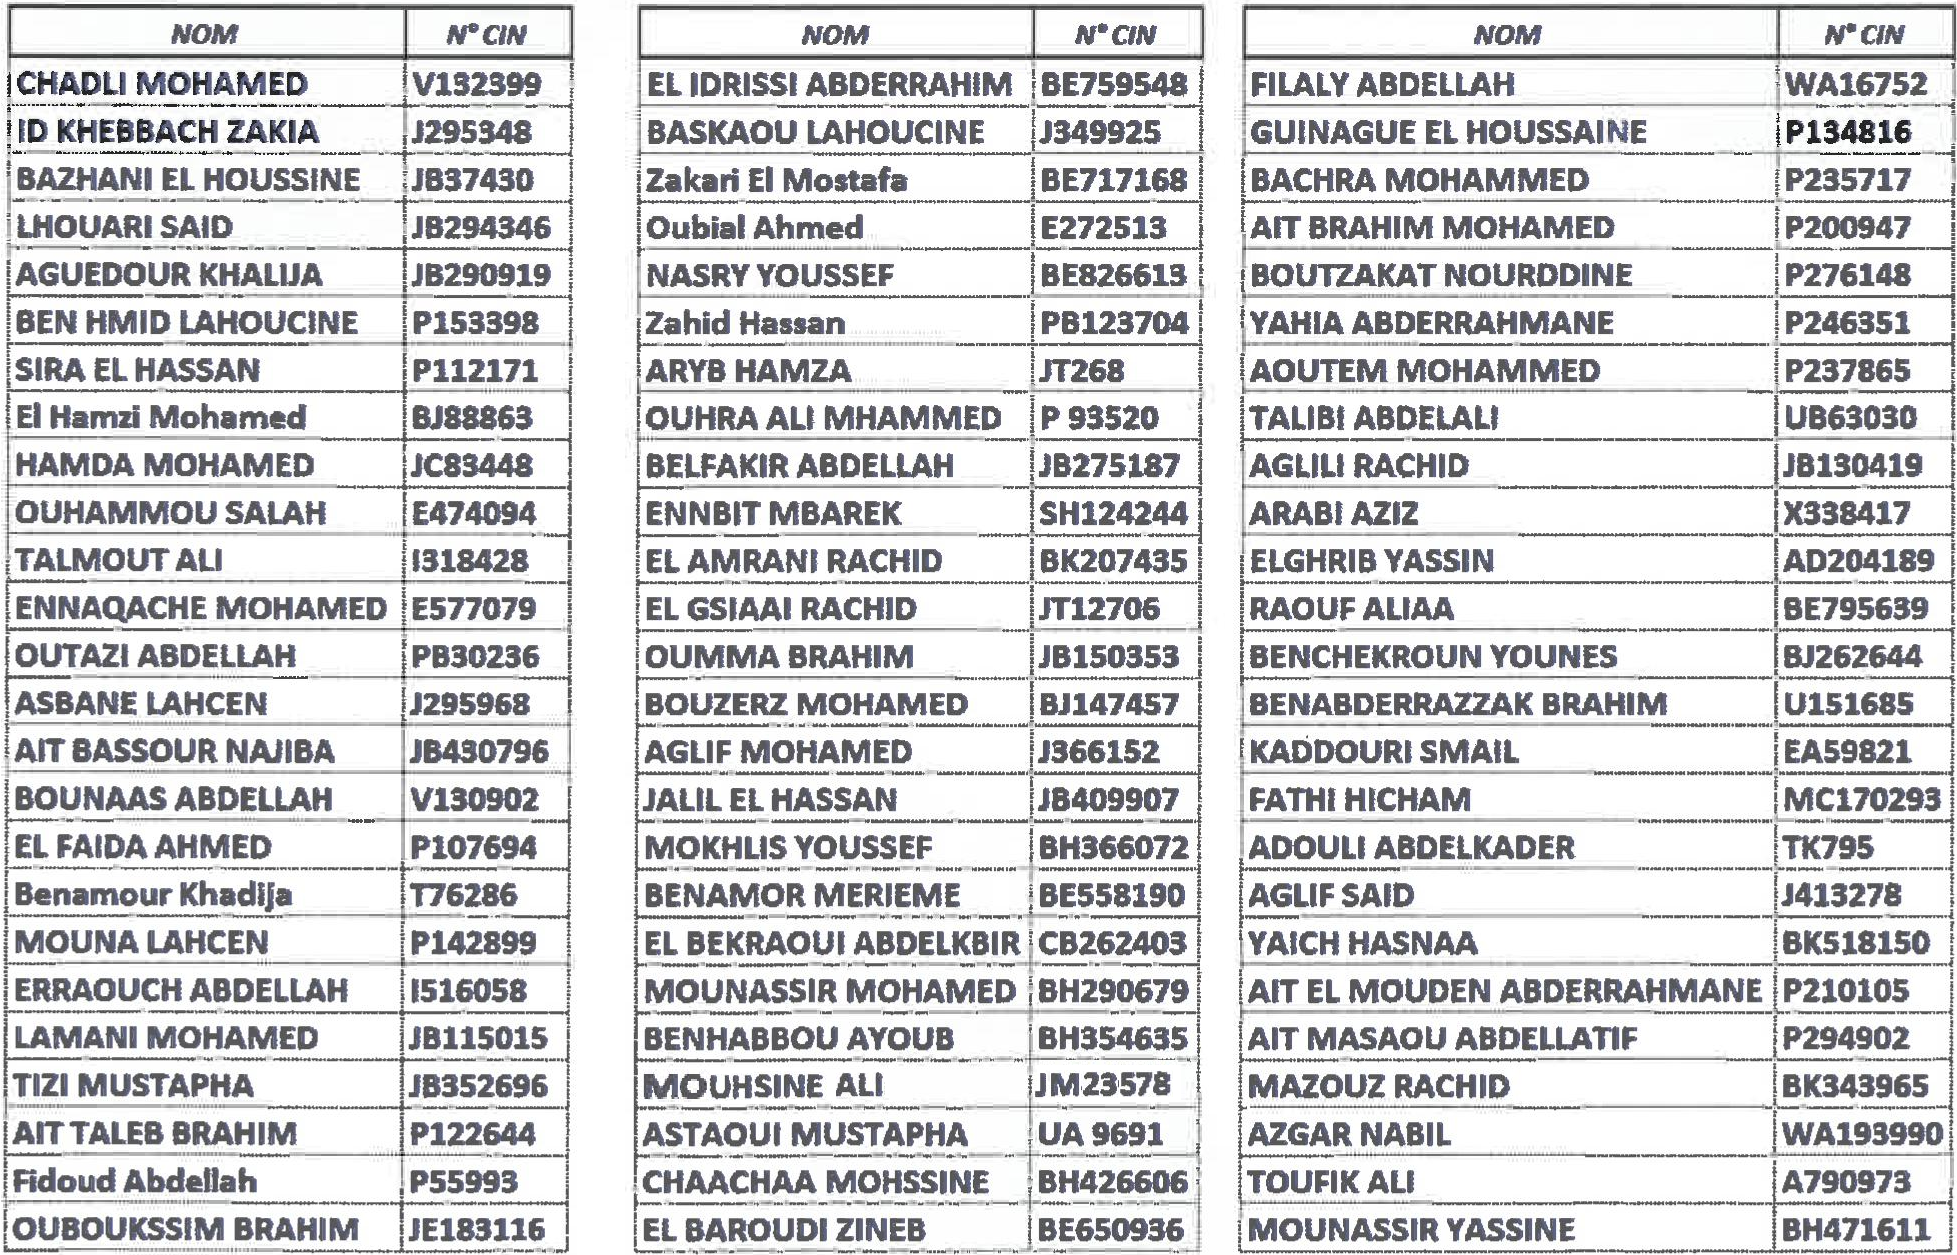 NOM N° CIN
CHADLI MOHAMED V132399
ID KHEBBACH ZAKIA J295348
BAZHANI EL HOUSSINE JB37430
LHOUARI SAID JB294346
AGUEDOUR KHALIJA JB290919
BEN HMID LAHOUCINE P153398
SIRA EL HASSAN P112171
El Hamzi Mohamed BJ88863
HAMDA MOHAMED JC83448
OUHAMMOU SALAH E474094
TALMOUT ALI I318428
ENNAQACHE MOHAMED E577079
OUTAZI ABDELLAH PB30236
ASBANE LAHCEN J295968
AIT BASSOUR NAJIBA JB430796
BOUNAAS ABDELLAH V130902
EL FAIDA AHMED P107694
Benamour Khadija T76286
MOUNA LAHCEN P142899
ERRAOUCH ABDELLAH I516058
LAMANI MOHAMED JB115015
TIZI MUSTAPHA JB352696
AIT TALEB BRAHIM P122644
Fidoud Abdellah P55993
OUBOUKSSIM BRAHIM JE183116
NOM N° CIN
EL IDRISSI ABDERRAHIM BE759548
BASKAOU LAHOUCINE J349925
Zakari El Mostafa BE717168
Oubial Ahmed E272513
NASRY YOUSSEF BE826613
Zahid Hassan PB123704
ARYB HAMZA JT268
OUHRA ALI MHAMMED P 93520
BELFAKIR ABDELLAH JB275187
ENNBIT MBAREK SH124244
EL AMRANI RACHID BK207435
EL GSIAAI RACHID JT12706
OUMMA BRAHIM JB150353
BOUZERZ MOHAMED BJ147457
AGLIF MOHAMED J366152
JALIL EL HASSAN JB409907
MOKHLIS YOUSSEF BH366072
BENAMOR MERIEME BE558190
EL BEKRAOUI ABDELKBIR CB262403
MOUNASSIR MOHAMED BH290679
BENHABBOU AYOUB BH354635
MOUHSINE ALI JM23578
ASTAOUI MUSTAPHA UA 9691
CHAACHAA MOHSSINE BH426606
EL BAROUDI ZINEB BE650936
NOM N° CIN
FILALY ABDELLAH WA16752
GUINAGUE EL HOUSSAINE P134816
BACHRA MOHAMMED P235717
AIT BRAHIM MOHAMED P200947
BOUTZAKAT NOURDDINE P276148
YAHIA ABDERRAHMANE P246351
AOUTEM MOHAMMED P237865
TALIBI ABDELALI UB63030
AGLILI RACHID JB130419
ARABI AZIZ X338417
ELGHRIB YASSIN AD204189
RAOUF ALIAA BE795639
BENCHEKROUN YOUNES BJ262644
BENABDERRAZZAK BRAHIM U151685
KADDOURI SMAIL EA59821
FATHI HICHAM MC170293
ADOULI ABDELKADER TK795
AGLIF SAID J413278
YAICH HASNAA BK518150
AIT EL MOUDEN ABDERRAHMANE P210105
AIT MASAOU ABDELLATIF P294902
MAZOUZ RACHID BK343965
AZGAR NABIL WA193990
TOUFIK ALI A790973
MOUNASSIR YASSINE BH471611